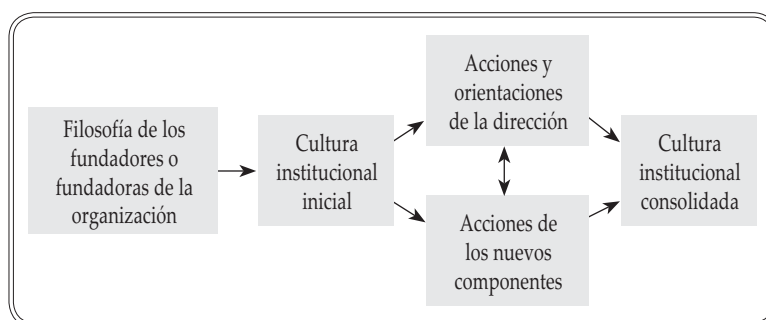 Filosofía de los
fundadores o
fundadoras de la
organización
Cultura
institucional
inicial
Acciones y
orientaciones
de la dirección
Acciones de
los nuevos
componentes
Cultura
institucional
consolidada